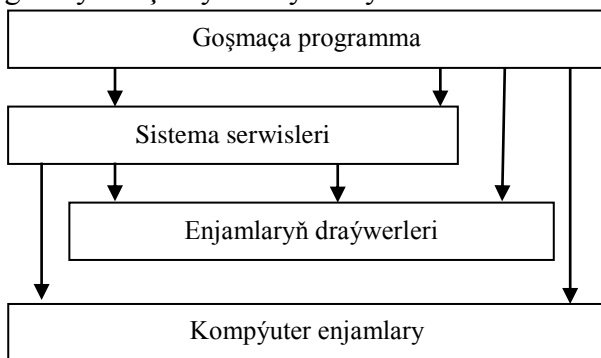 Goşmaça programma
Sistema serwisleri
Enjamlaryň draýwerleri
Kompýuter enjamlary